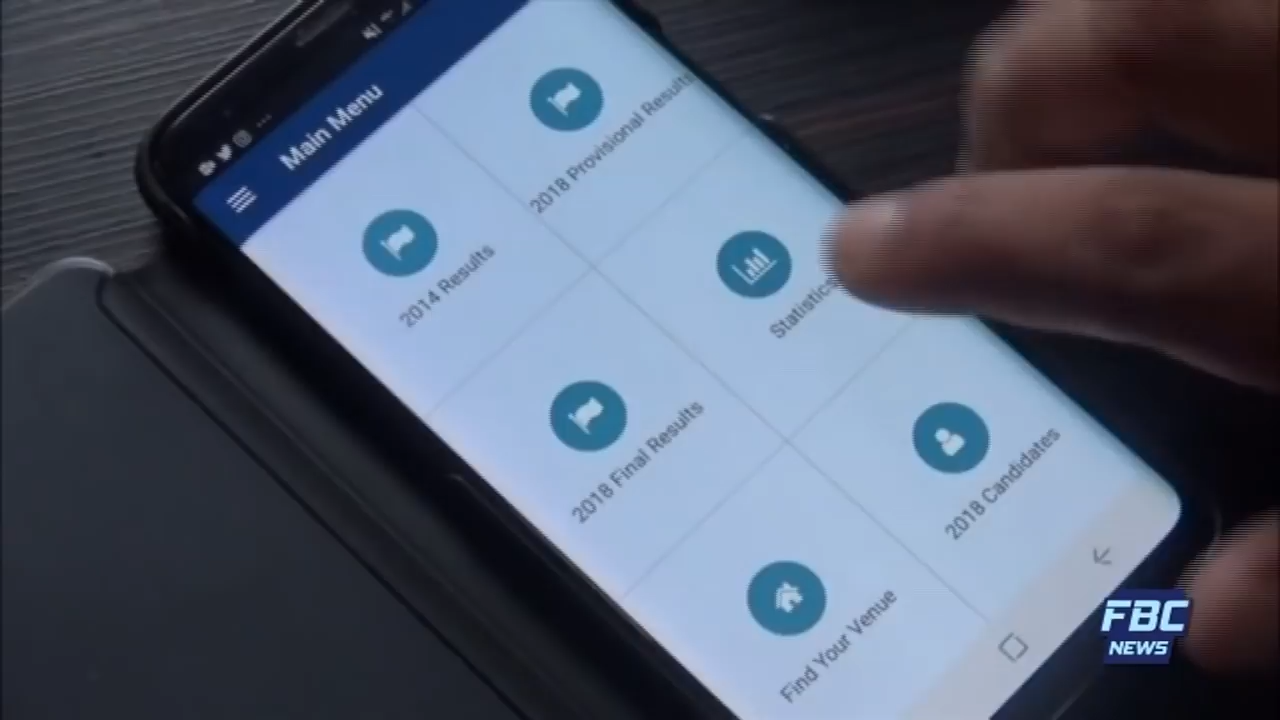 Main Menu
2014 Results
2018 Provisional Results
2018 Final Results
Statistics
Find Your Venue
2018 Candidates
FBC
NEWS